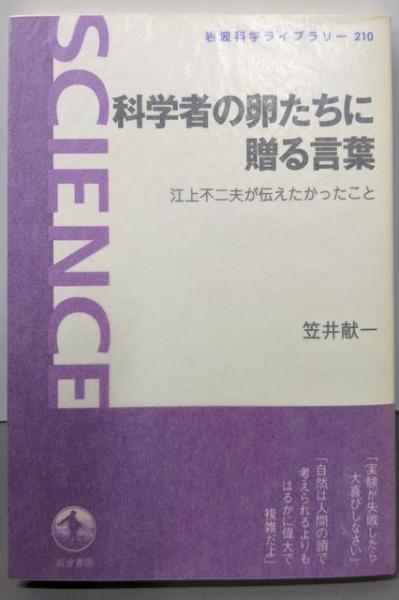 岩波科学ライブラリー 210
SCIENCE
科学者の卵たちに
贈る言葉
江上不二夫が伝えたかったこと
笠井献一
「実験が失敗したら
大喜びしなさい」
「自然は人間の頭で
考えられるよりも
はるかに偉大で
複雑だよ」
岩波書店